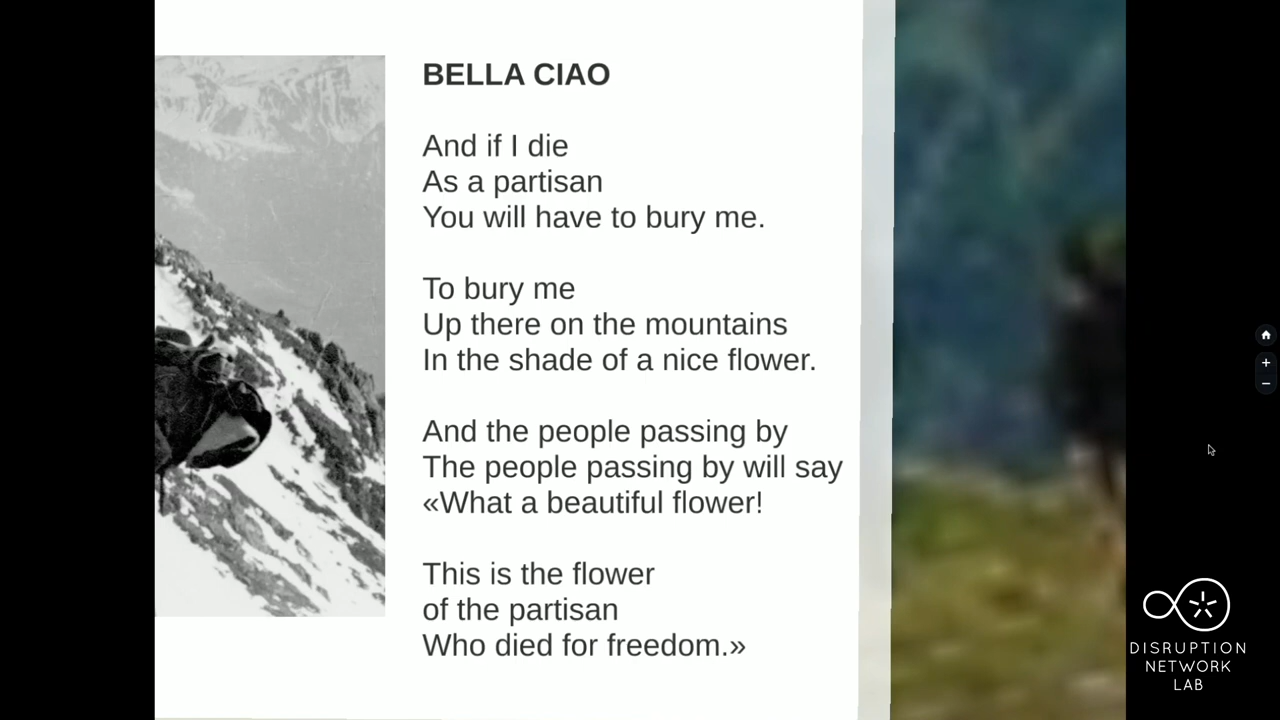 BELLA CIAO
And if I die
As a partisan
You will have to bury me.
To bury me
Up there on the mountains
In the shade of a nice flower.
And the people passing by
The people passing by will say
«What a beautiful flower!
This is the flower
of the partisan
Who died for freedom.»
DISRUPTION
NETWORK
LAB